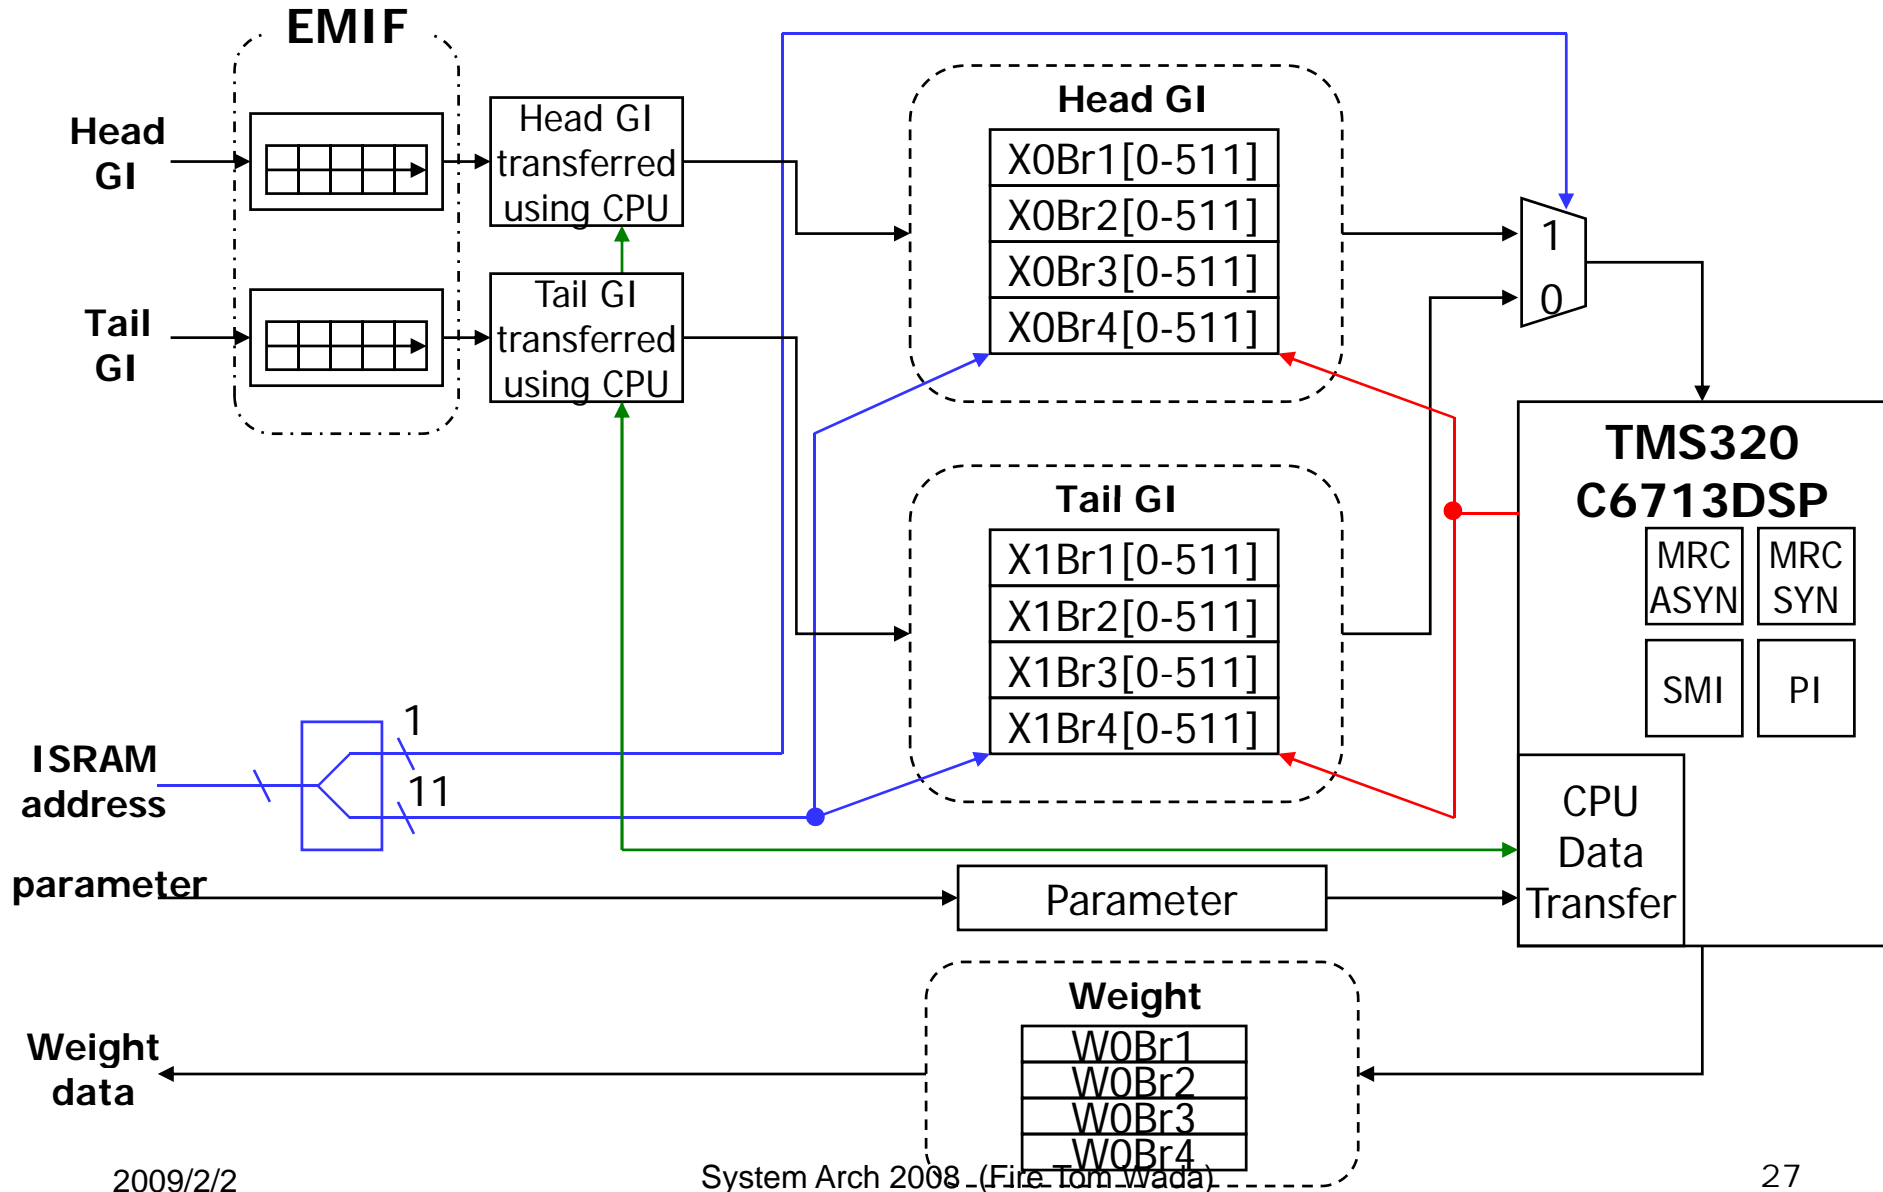 EMIF
Head
GI
Head GI
transferred
using CPU
Head GI
X0Br1[0-511]
X0Br2[0-511]
X0Br3[0-511]
X0Br4[0-511]
1
0
Tail
GI
Tail GI
transferred
using CPU
Tail GI
X1Br1[0-511]
X1Br2[0-511]
X1Br3[0-511]
X1Br4[0-511]
TMS320
C6713DSP
MRC
ASYN
MRC
SYN
SMI
PI
CPU
Data
Transfer
ISRAM
address
1
11
parameter
Parameter
Weight
W0Br1
W0Br2
W0Br3
W0Br4
Weight
data
2009/2/2
System Arch 2008 (Fire Tom Wada)
27